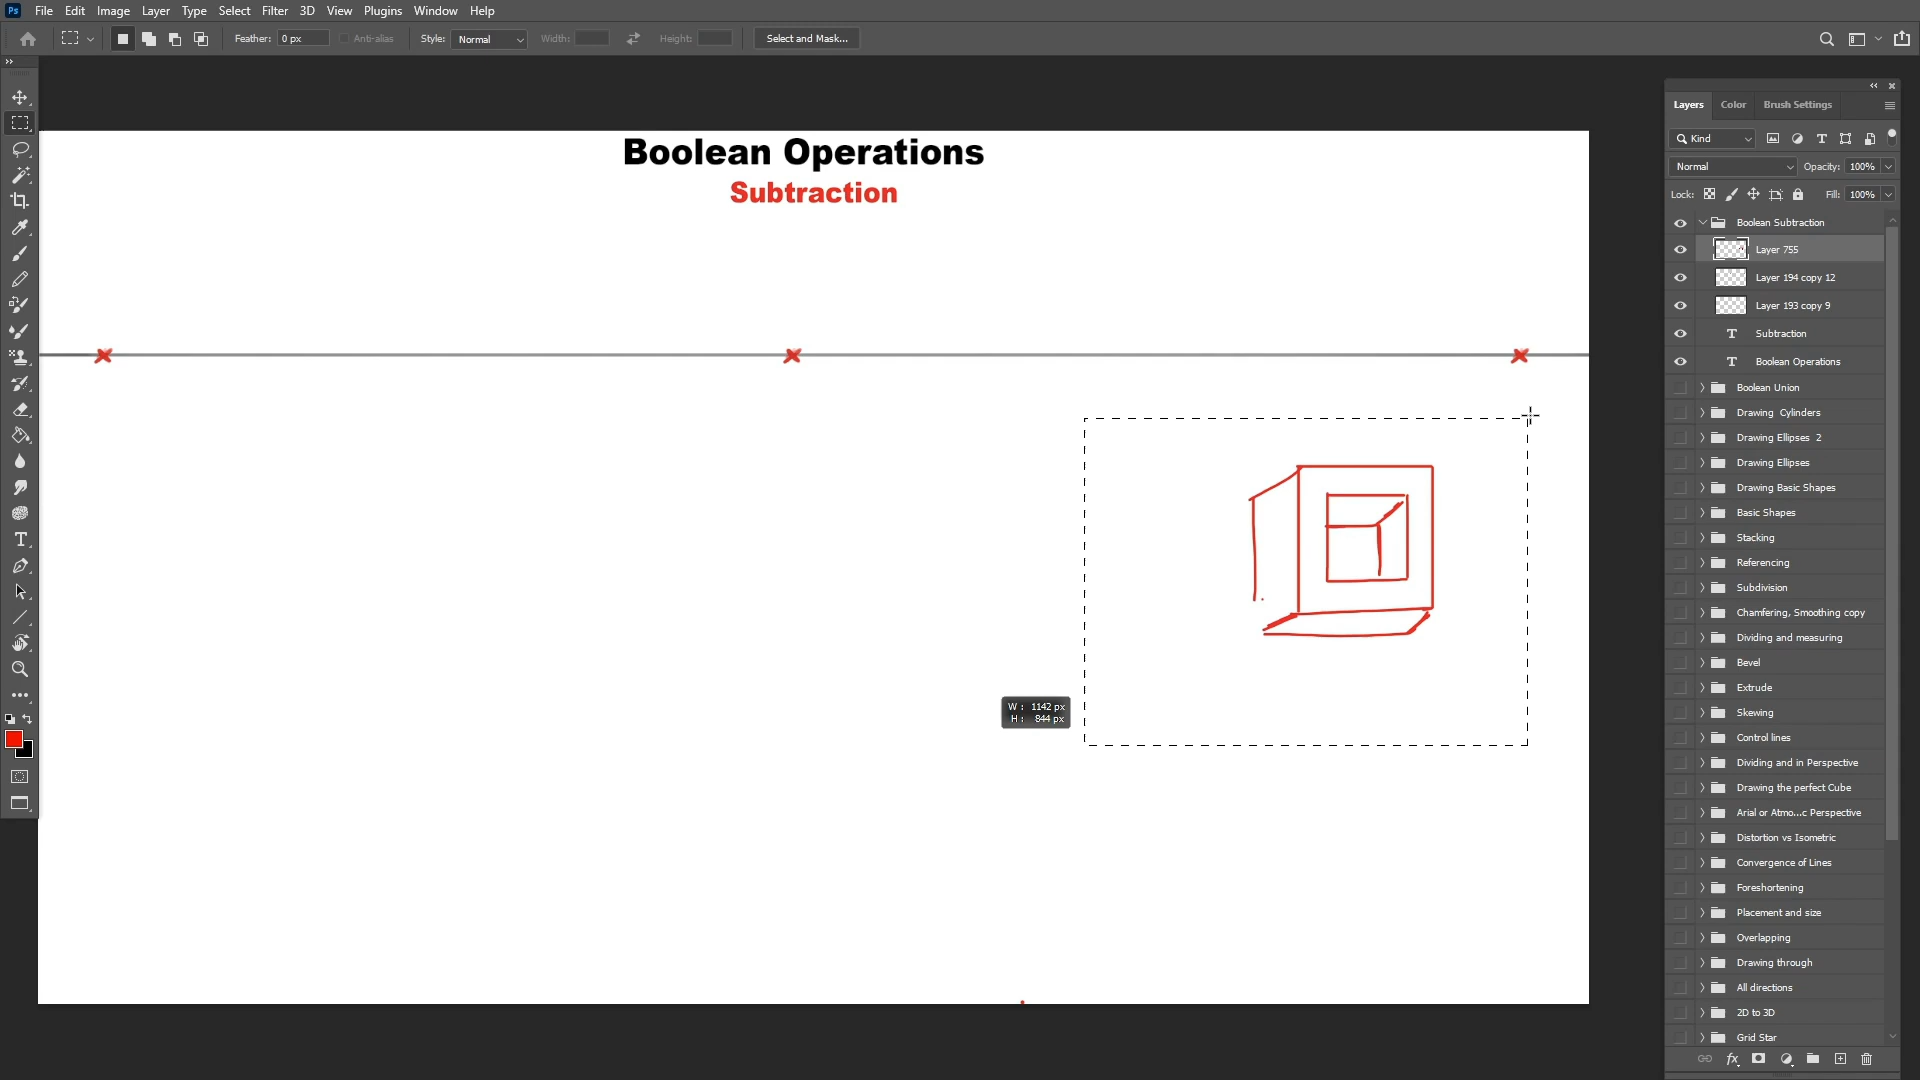 Ps File Edit Image Layer Type Select Filter 3D View Plugins Window Help
Feather: 0 px Anti-alias Style: Normal Width: Height: Select and Mask...
Boolean Operations
Subtraction
W : 1142 px
H : 844 px
Layers Color Brush Settings
Kind
Normal Opacity: 100%
Lock: Fill: 100%
Boolean Subtraction
Layer 755
Layer 194 copy 12
Layer 193 copy 9
T Subtraction
T Boolean Operations
Boolean Union
Drawing Cylinders
Drawing Ellipses 2
Drawing Ellipses
Drawing Basic Shapes
Basic Shapes
Stacking
Referencing
Subdivision
Chamfering, Smoothing copy
Dividing and measuring
Bevel
Extrude
Skewing
Control lines
Dividing and in Perspective
Drawing the perfect Cube
Arial or Atmo...c Perspective
Distortion vs Isometric
Convergence of Lines
Foreshortening
Placement and size
Overlapping
Drawing through
All directions
2D to 3D
Grid Star
fx